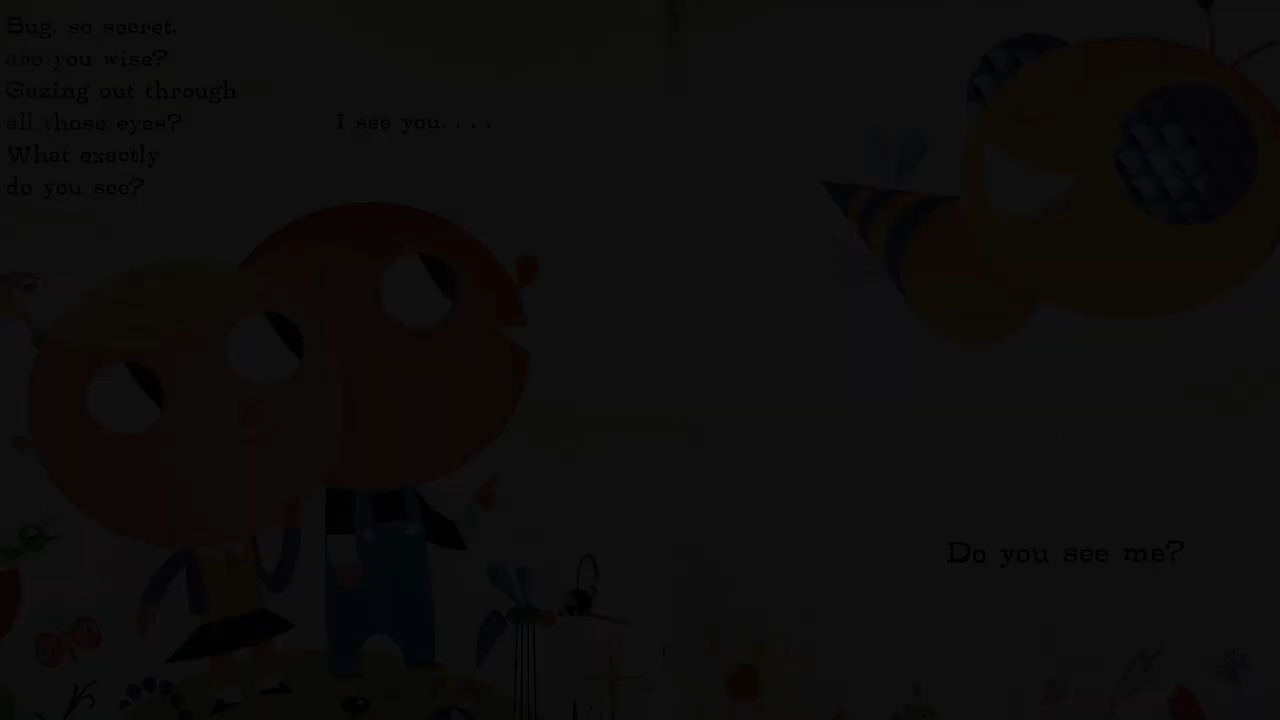 Bug, so secret,
are you wise?
Gazing out through
all those eyes?
What exactly
do you see?
I see you. . . .
Do you see me?